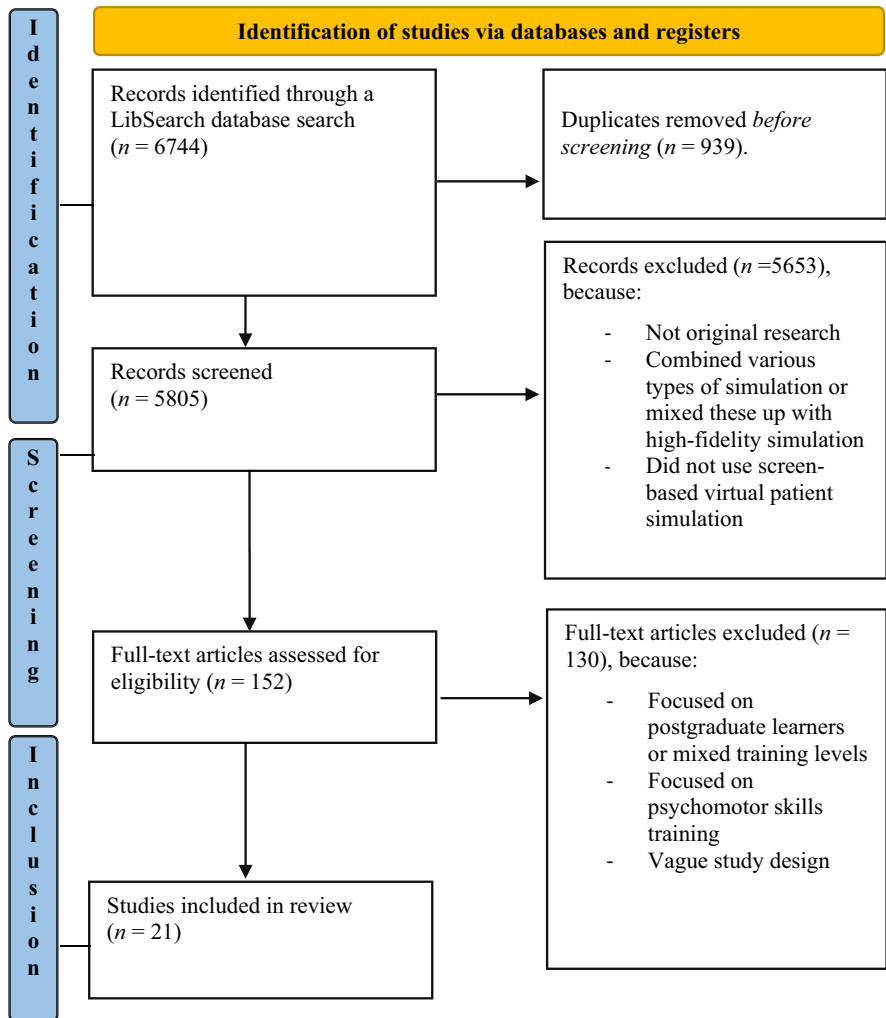 Identification of studies via databases and registers
Identification
Records identified through a
LibSearch database search
(n = 6744)
Duplicates removed before
screening (n = 939).
Records excluded (n =5653),
because:
- Not original research
- Combined various
types of simulation or
mixed these up with
high-fidelity simulation
- Did not use screen-
based virtual patient
simulation
Records screened
(n = 5805)
Screening
Full-text articles assessed for
eligibility (n = 152)
Full-text articles excluded (n =
130), because:
- Focused on
postgraduate learners
or mixed training levels
- Focused on
psychomotor skills
training
- Vague study design
Inclusion
Studies included in review
(n = 21)